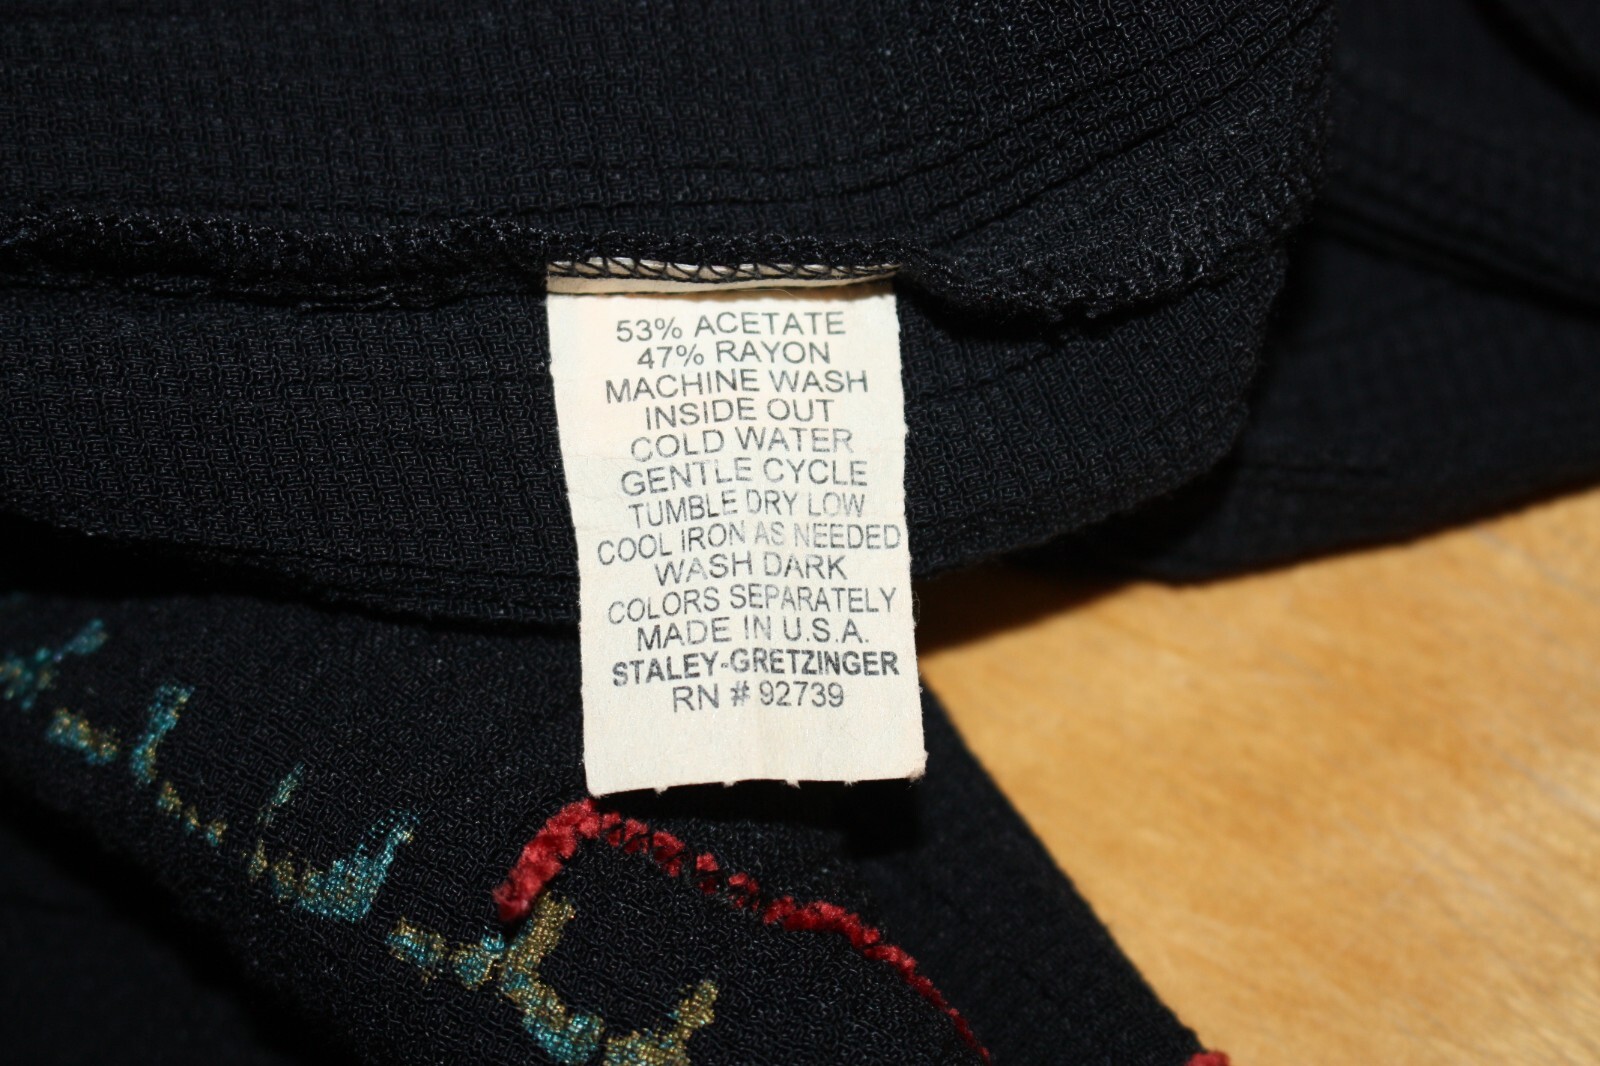 53% ACETATE
47% RAYON
MACHINE WASH
INSIDE OUT
COLD WATER
GENTLE CYCLE
TUMBLE DRY LOW
COOL IRON AS NEEDED
WASH DARK
COLORS SEPARATELY
MADE IN U.S.A.
STALEY-GRETZINGER
RN # 92739